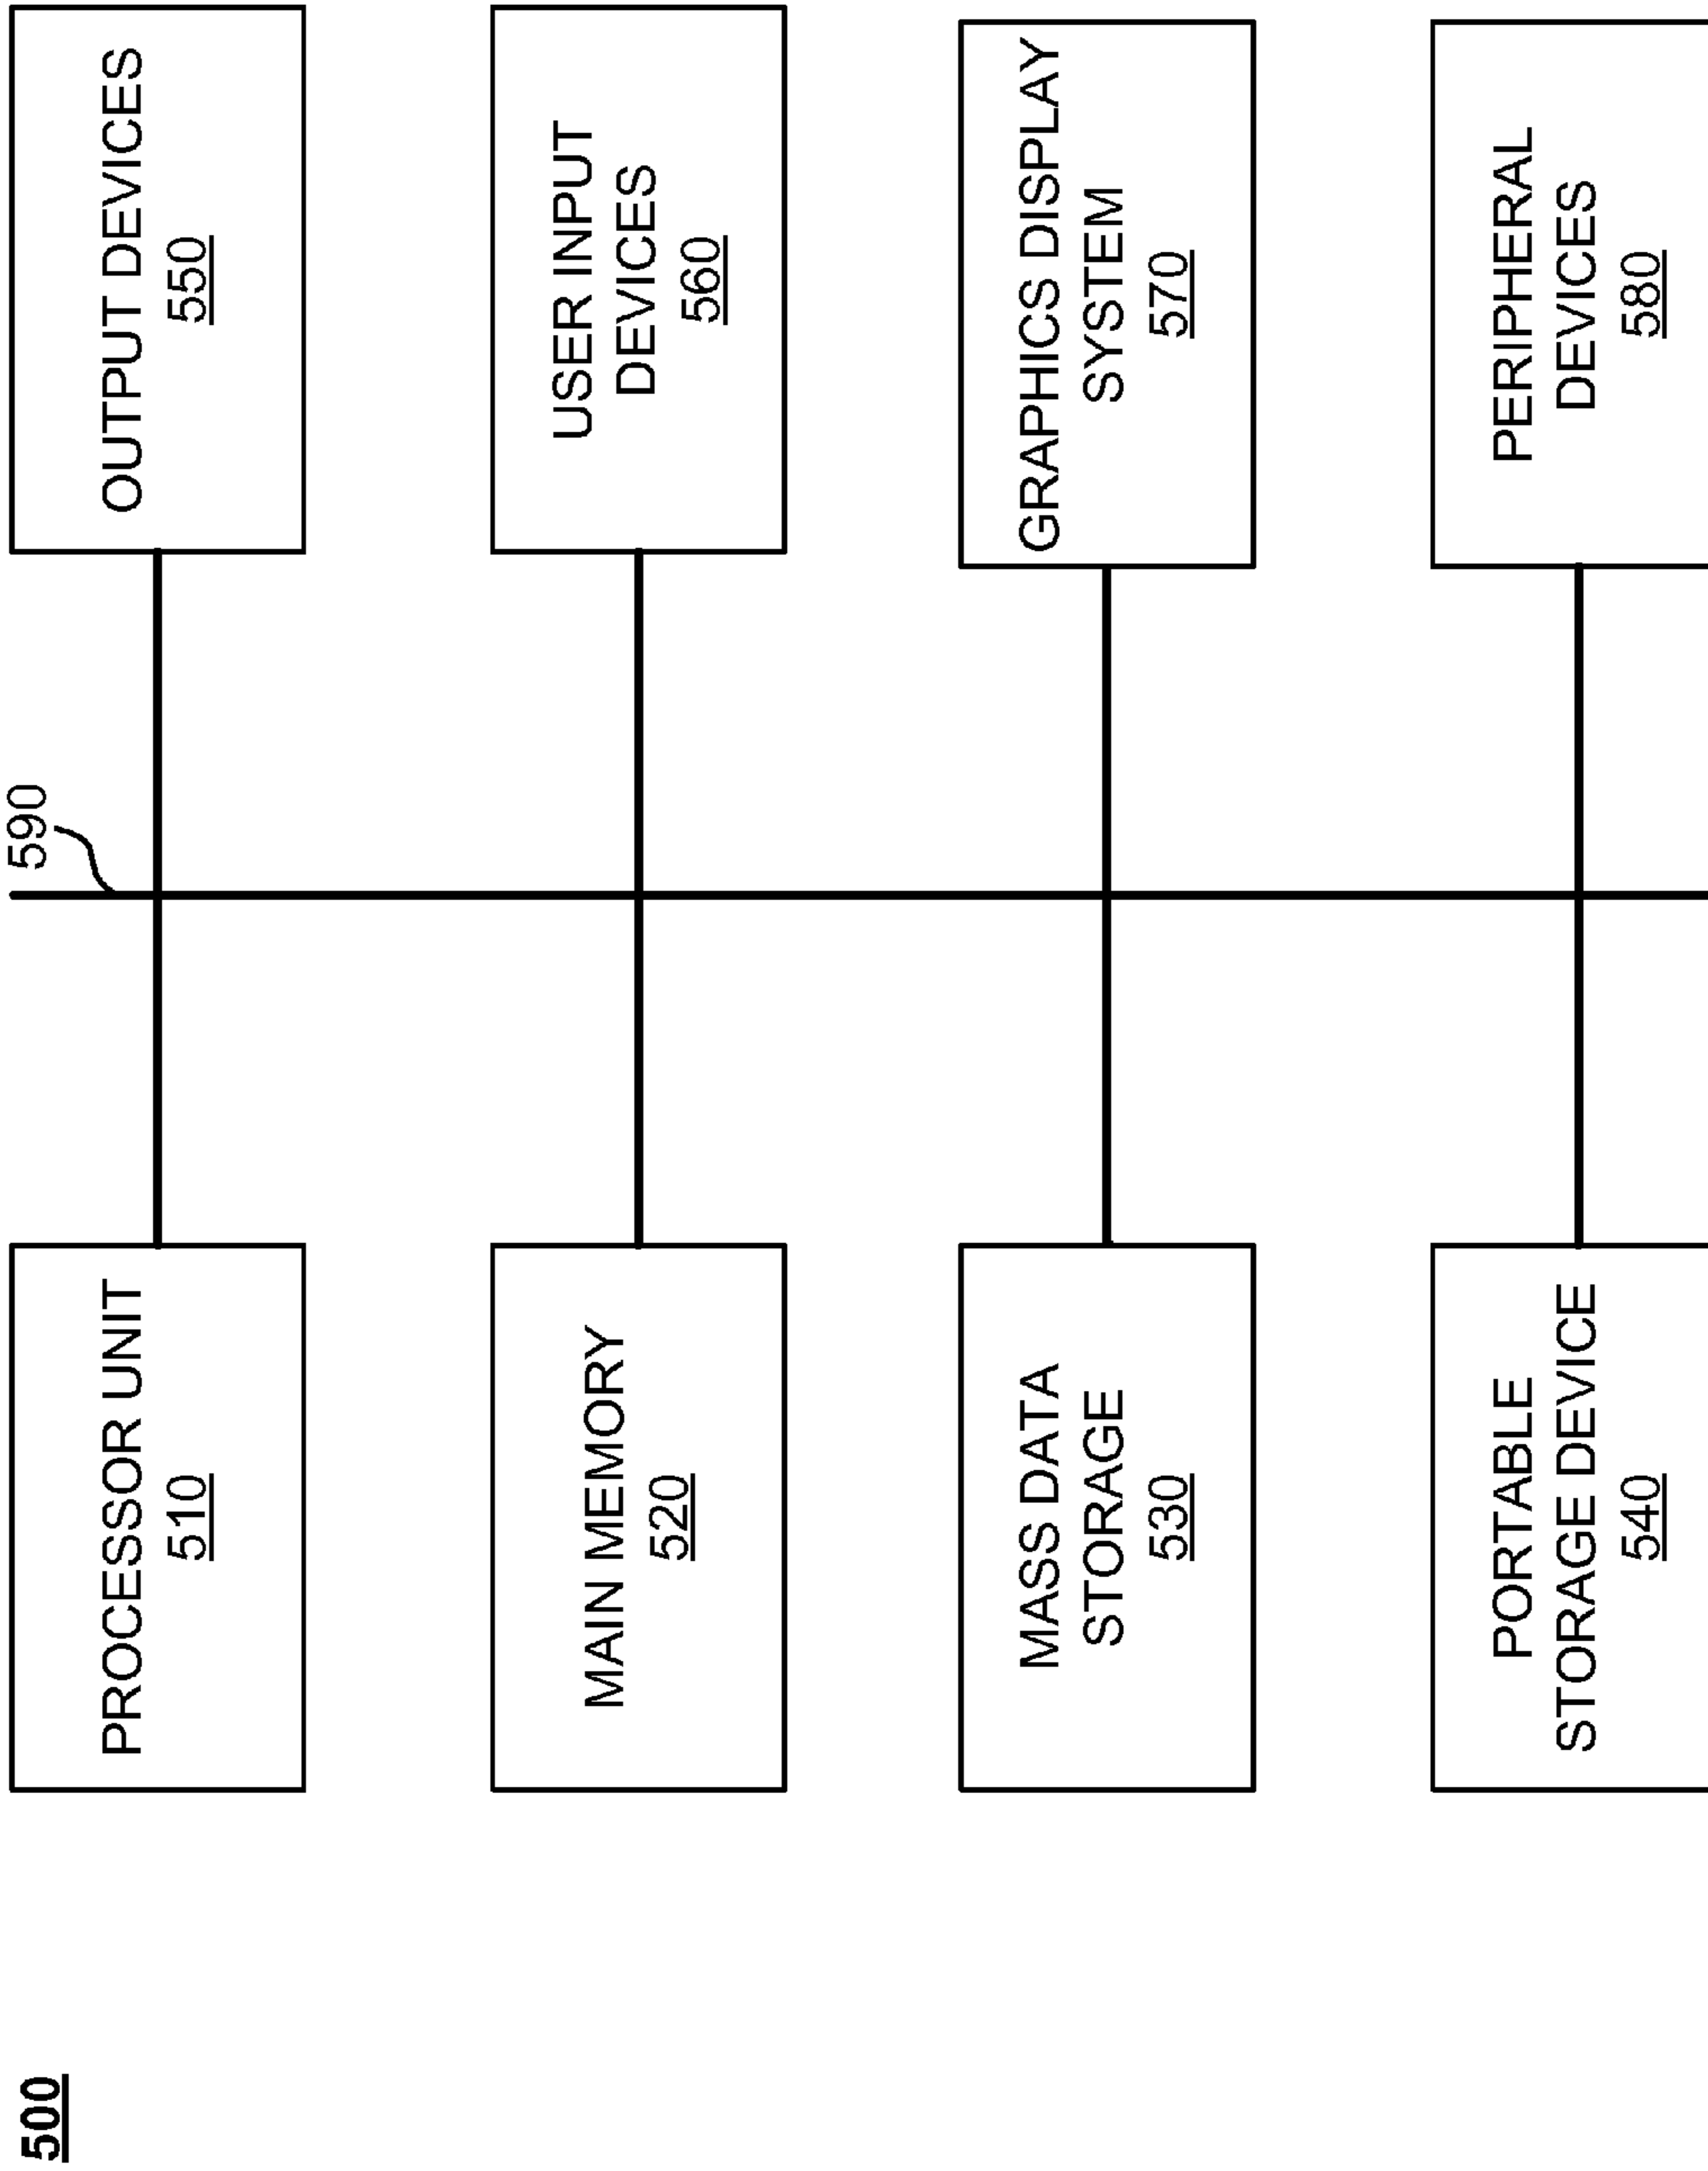 500
590
PROCESSOR UNIT
510
OUTPUT DEVICES
550
MAIN MEMORY
520
USER INPUT
DEVICES
560
MASS DATA
STORAGE
530
GRAPHICS DISPLAY
SYSTEM
570
PORTABLE
STORAGE DEVICE
540
PERIPHERAL
DEVICES
580